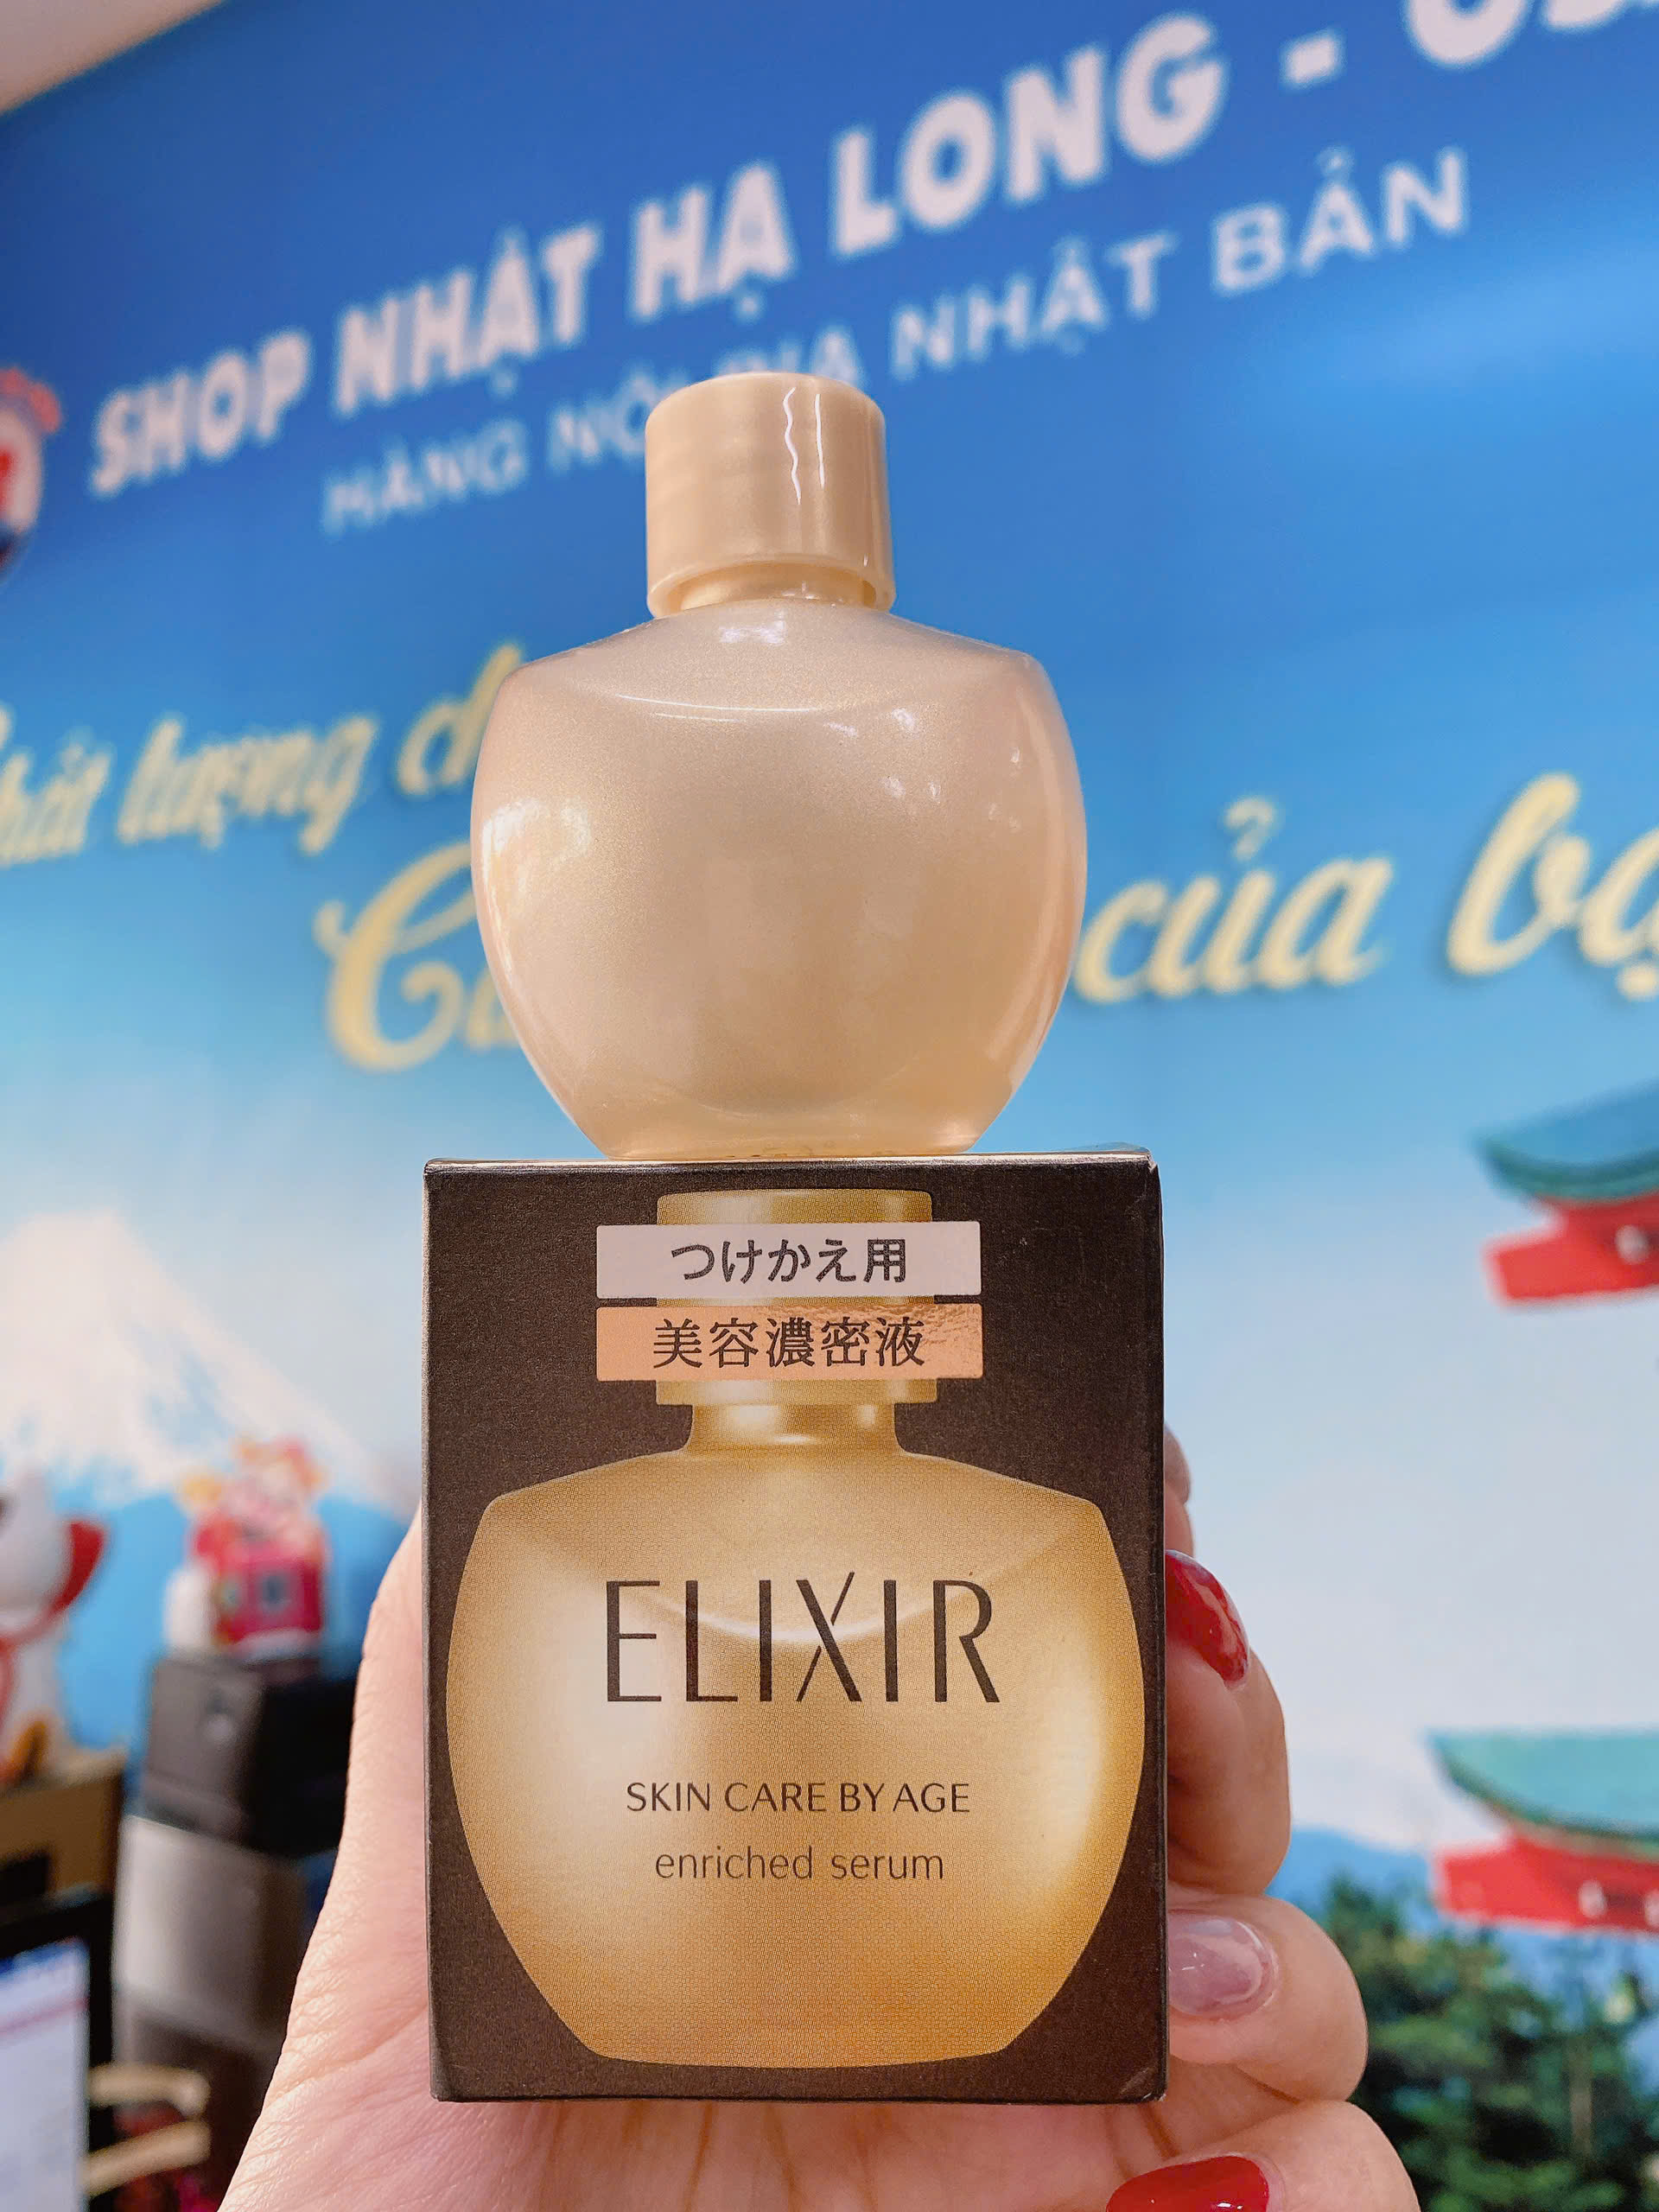 SHOP NHẬT HẠ LONG -
HÀNG NỘI ĐỊA NHẬT BẢN
lượng
của
つけかえ用
美容濃密液
ELIXIR
SKIN CARE BY AGE
enriched serum